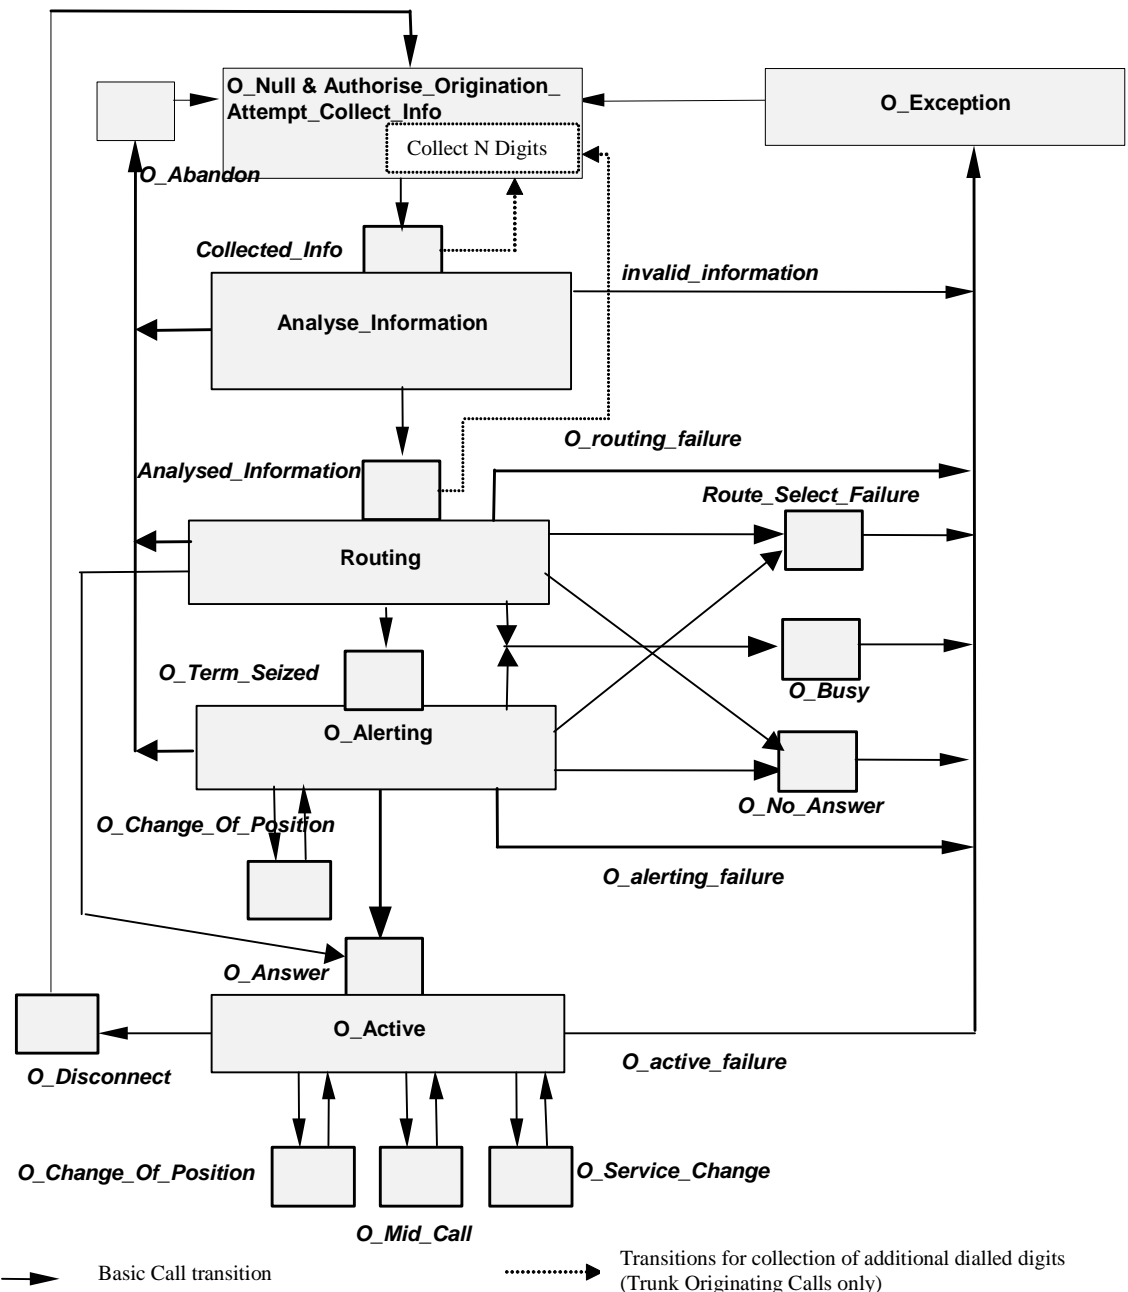 O_Null & Authorise_Origination_
Attempt_Collect_Info
O_Exception
Collect N Digits
O_Abandon
Collected_Info
invalid_information
Analyse_Information
O_routing_failure
Analysed_Information
Route_Select_Failure
Routing
O_Term_Seized
O_Busy
O_Alerting
O_No_Answer
O_Change_Of_Position
O_alerting_failure
O_Answer
O_Active
O_active_failure
O_Disconnect
O_Change_Of_Position
O_Service_Change
O_Mid_Call
Basic Call transition
Transitions for collection of additional dialled digits
(Trunk Originating Calls only)